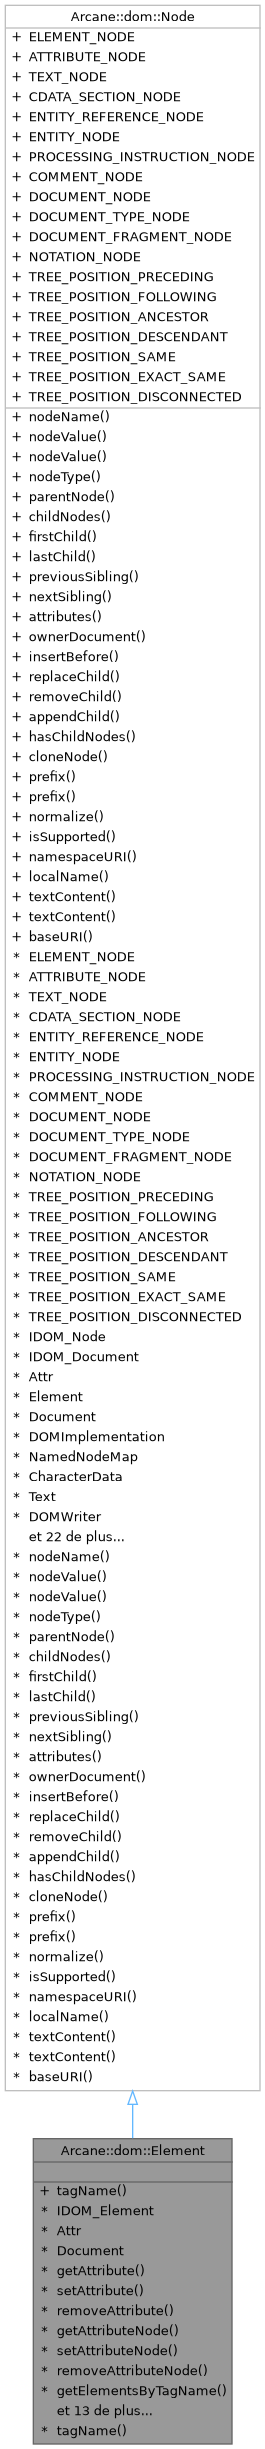 Arcane::dom::Node
+ ELEMENT_NODE
+ ATTRIBUTE_NODE
+ TEXT_NODE
+ CDATA_SECTION_NODE
+ ENTITY_REFERENCE_NODE
+ ENTITY_NODE
+ PROCESSING_INSTRUCTION_NODE
+ COMMENT_NODE
+ DOCUMENT_NODE
+ DOCUMENT_TYPE_NODE
+ DOCUMENT_FRAGMENT_NODE
+ NOTATION_NODE
+ TREE_POSITION_PRECEDING
+ TREE_POSITION_FOLLOWING
+ TREE_POSITION_ANCESTOR
+ TREE_POSITION_DESCENDANT
+ TREE_POSITION_SAME
+ TREE_POSITION_EXACT_SAME
+ TREE_POSITION_DISCONNECTED
+ nodeName()
+ nodeValue()
+ nodeValue()
+ nodeType()
+ parentNode()
+ childNodes()
+ firstChild()
+ lastChild()
+ previousSibling()
+ nextSibling()
+ attributes()
+ ownerDocument()
+ insertBefore()
+ replaceChild()
+ removeChild()
+ appendChild()
+ hasChildNodes()
+ cloneNode()
+ prefix()
+ prefix()
+ normalize()
+ isSupported()
+ namespaceURI()
+ localName()
+ textContent()
+ textContent()
+ baseURI()
* ELEMENT_NODE
* ATTRIBUTE_NODE
* TEXT_NODE
* CDATA_SECTION_NODE
* ENTITY_REFERENCE_NODE
* ENTITY_NODE
* PROCESSING_INSTRUCTION_NODE
* COMMENT_NODE
* DOCUMENT_NODE
* DOCUMENT_TYPE_NODE
* DOCUMENT_FRAGMENT_NODE
* NOTATION_NODE
* TREE_POSITION_PRECEDING
* TREE_POSITION_FOLLOWING
* TREE_POSITION_ANCESTOR
* TREE_POSITION_DESCENDANT
* TREE_POSITION_SAME
* TREE_POSITION_EXACT_SAME
* TREE_POSITION_DISCONNECTED
* IDOM_Node
* IDOM_Document
* Attr
* Element
* Document
* DOMImplementation
* NamedNodeMap
* CharacterData
* Text
* DOMWriter
et 22 de plus...
* nodeName()
* nodeValue()
* nodeValue()
* nodeType()
* parentNode()
* childNodes()
* firstChild()
* lastChild()
* previousSibling()
* nextSibling()
* attributes()
* ownerDocument()
* insertBefore()
* replaceChild()
* removeChild()
* appendChild()
* hasChildNodes()
* cloneNode()
* prefix()
* prefix()
* normalize()
* isSupported()
* namespaceURI()
* localName()
* textContent()
* textContent()
* baseURI()
Arcane::dom::Element
+ tagName()
* IDOM_Element
* Attr
* Document
* getAttribute()
* setAttribute()
* removeAttribute()
* getAttributeNode()
* setAttributeNode()
* removeAttributeNode()
* getElementsByTagName()
et 13 de plus...
* tagName()